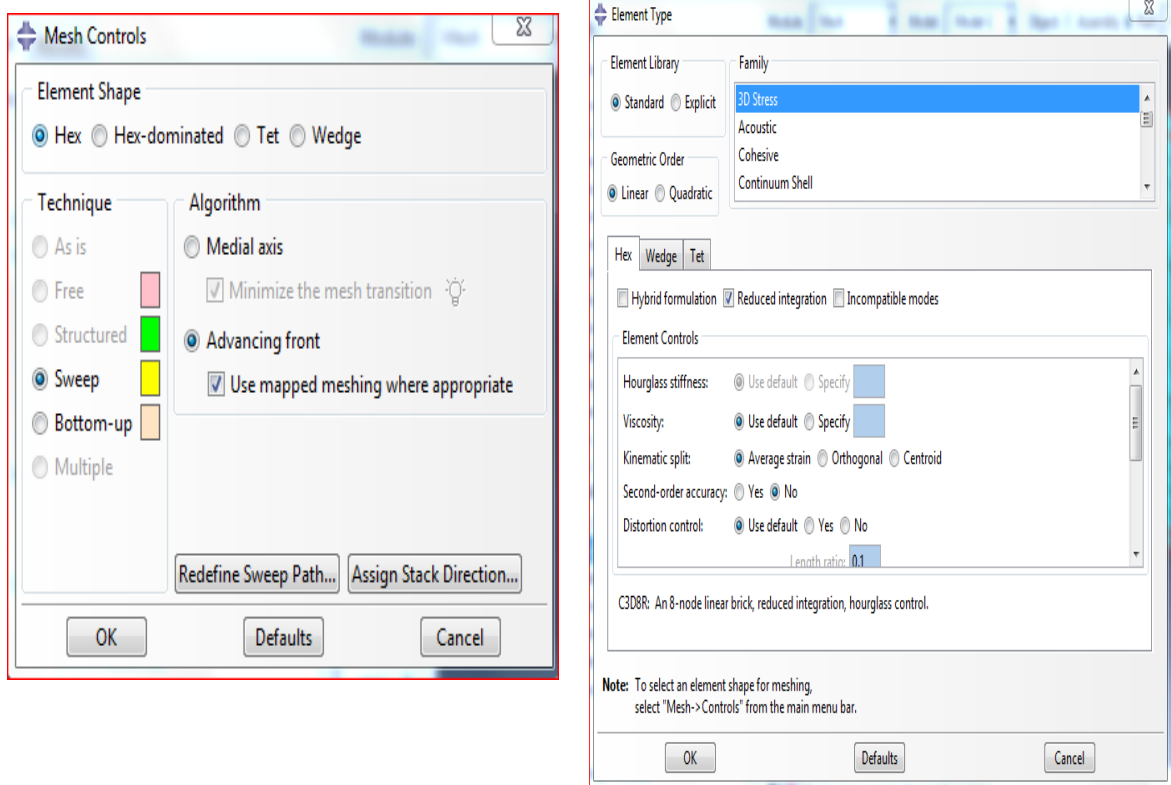 Mesh Controls
Element Shape
Hex Hex-dominated Tet Wedge
Technique
As is
Free
Structured
Sweep
Bottom-up
Multiple
Algorithm
Medial axis
Minimize the mesh transition
Advancing front
Use mapped meshing where appropriate
Redefine Sweep Path... Assign Stack Direction...
OK Defaults Cancel
Element Type
Element Library
Standard Explicit
Geometric Order
Linear Quadratic
Family
3D Stress
Acoustic
Cohesive
Continuum Shell
Hex Wedge Tet
Hybrid formulation Reduced integration Incompatible modes
Element Controls
Hourglass stiffness: Use default Specify
Viscosity: Use default Specify
Kinematic split: Average strain Orthogonal Centroid
Second-order accuracy: Yes No
Distortion control: Use default Yes No
Length ratio: 0.1
C3D8R: An 8-node linear brick, reduced integration, hourglass control.
Note: To select an element shape for meshing,
select "Mesh->Controls" from the main menu bar.
OK Defaults Cancel